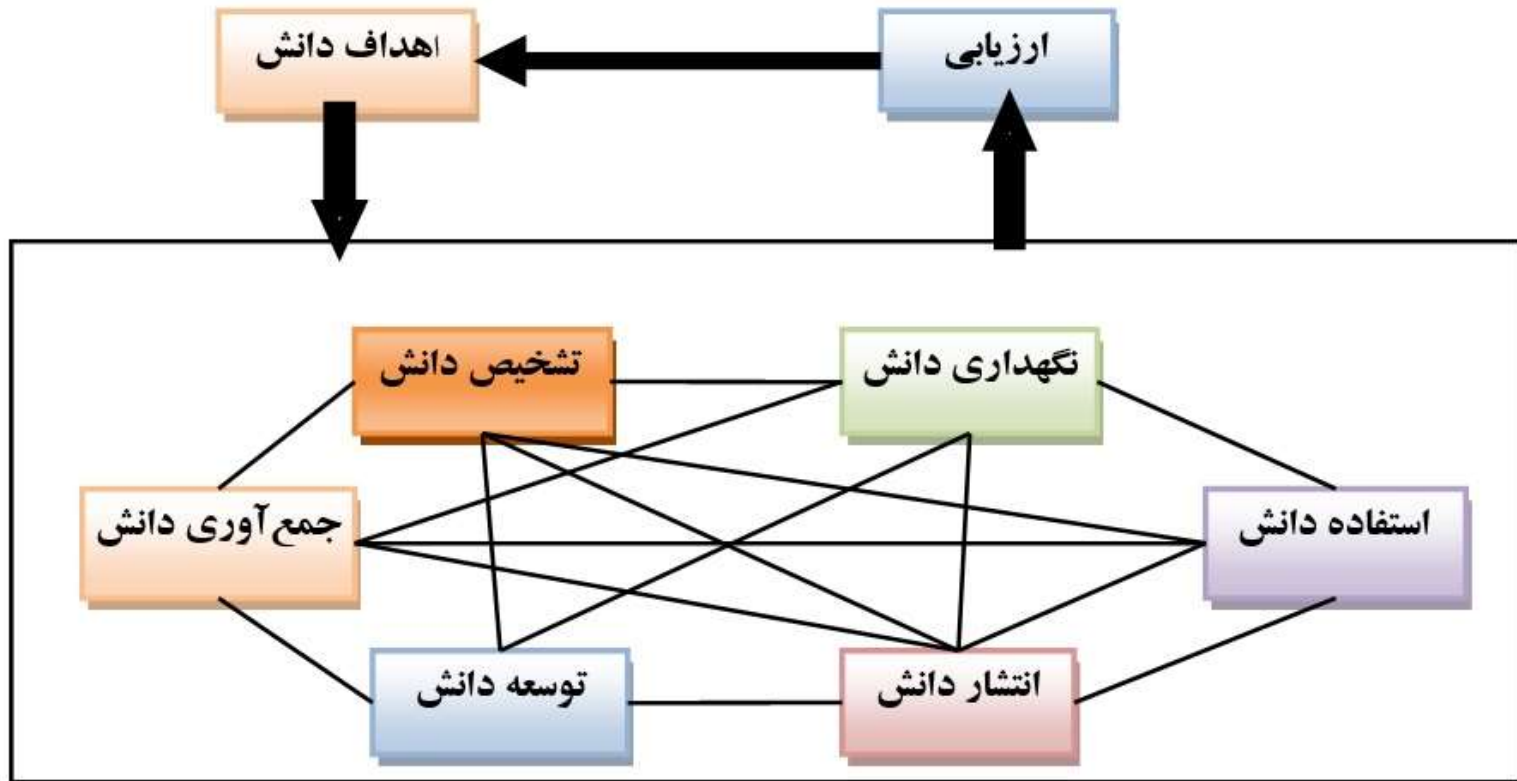 ارزیابی
اهداف دانش
نگهداری دانش
تشخیص دانش
استفاده دانش
جمع‌آوری دانش
انتشار دانش
توسعه دانش